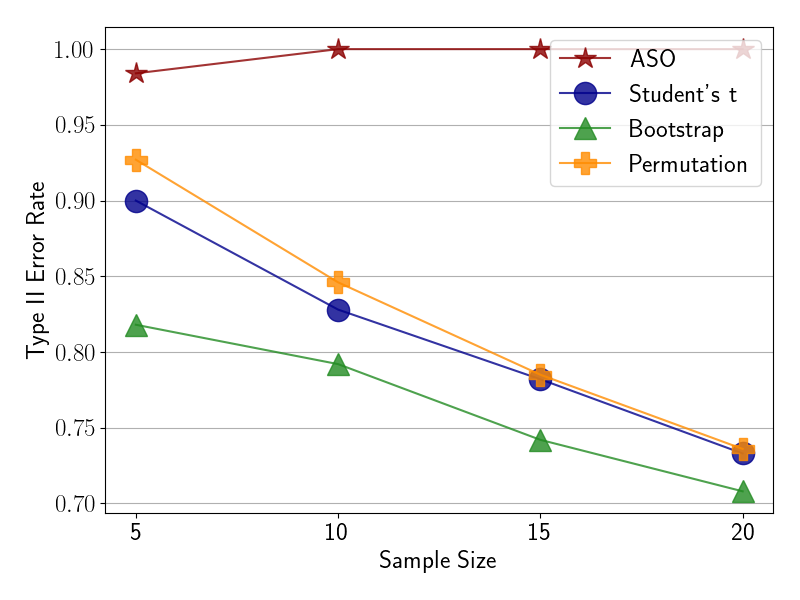 1.00
0.95
0.90
0.85
0.80
0.75
0.70
Type II Error Rate
5
10
15
20
Sample Size
ASO
Student's t
Bootstrap
Permutation